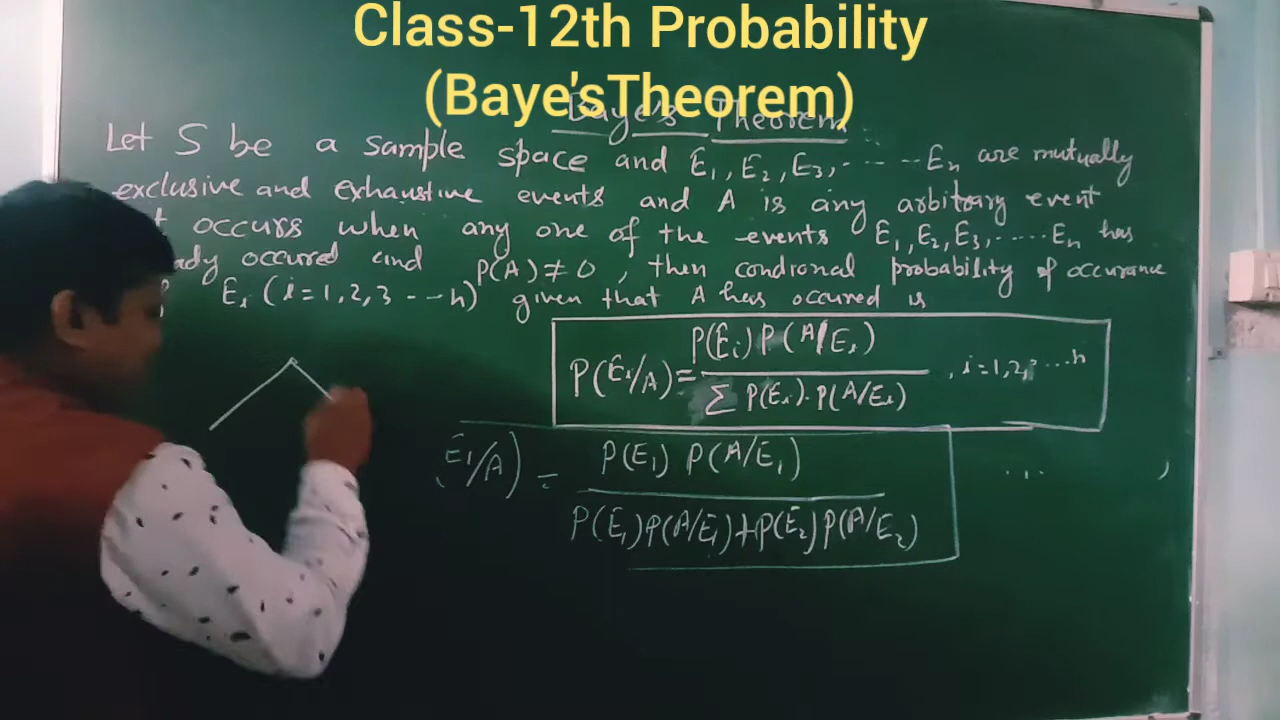 Class-12th Probability
(Baye'sTheorem)
Baye's Theorem
Let S be a sample space and E₁, E₂, E₃, ---- Eₙ are mutually
exclusive and exhaustive events and A is any arbitrary event
occurs when any one of the events E₁, E₂, E₃, ----- Eₙ has
ady occured and P(A) ≠ 0, then condronal probability of occurance
Eᵢ (i=1,2,3 --- n) given that A has occured is
P(Eᵢ/A) = P(Eᵢ) P(A/Eᵢ) / Σ P(Eᵢ). P(A/Eᵢ) , i=1,2, ...n
E₁/A) = P(E₁) P(A/E₁) / P(E₁)P(A/E₁)+P(E₂)P(A/E₂)